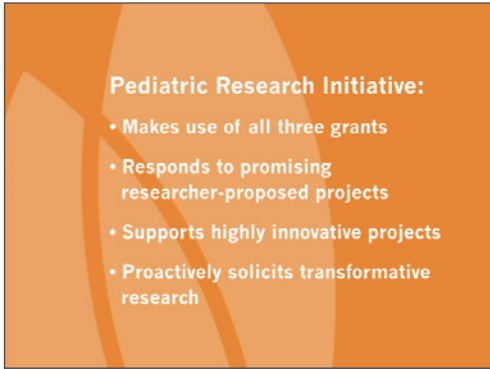 Pediatric Research Initiative:
• Makes use of all three grants
• Responds to promising
researcher-proposed projects
• Supports highly innovative projects
• Proactively solicits transformative
research